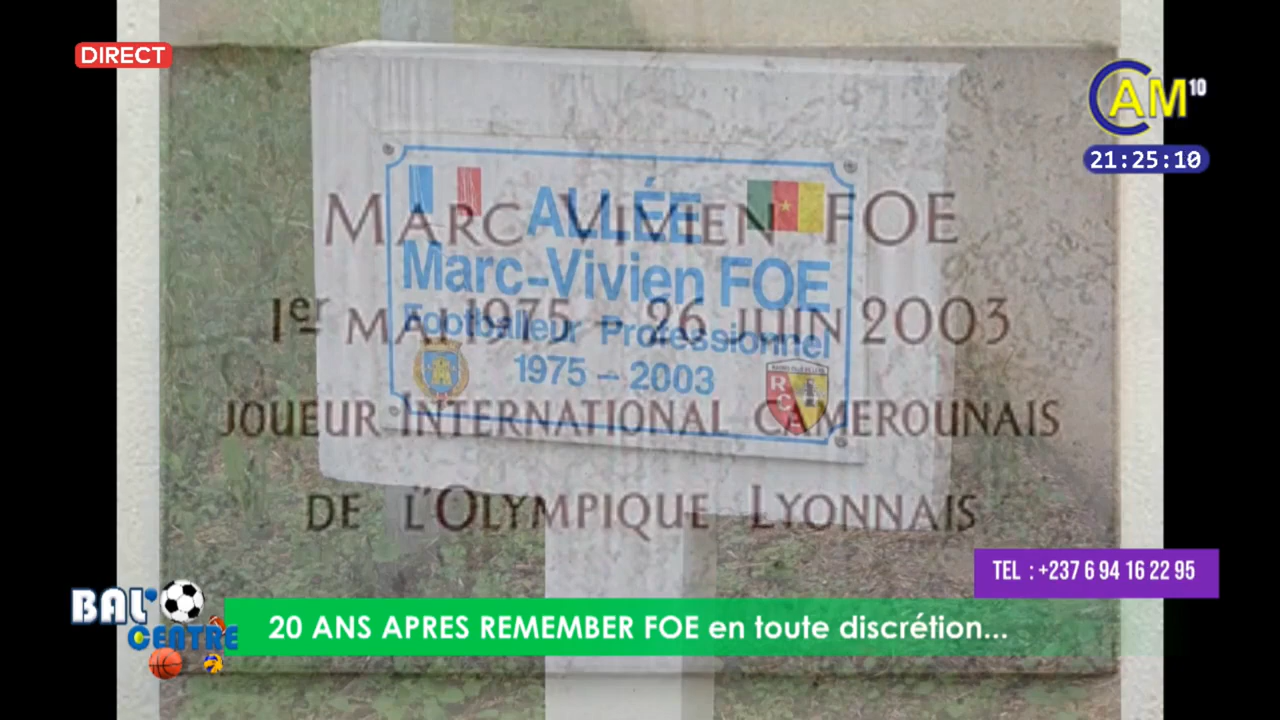 DIRECT
CAM10
21:25:10
ALLÉE
Marc-Vivien FOE
Footballeur Professionnel
1975 – 2003
RCL
MARC VIVIEN FOE
1er MAI 1975 - 26 JUIN 2003
JOUEUR INTERNATIONAL CAMEROUNAIS
DE L'OLYMPIQUE LYONNAIS
TEL : +237 6 94 16 22 95
BAL'O
CENTRE
20 ANS APRES REMEMBER FOE en toute discrétion...